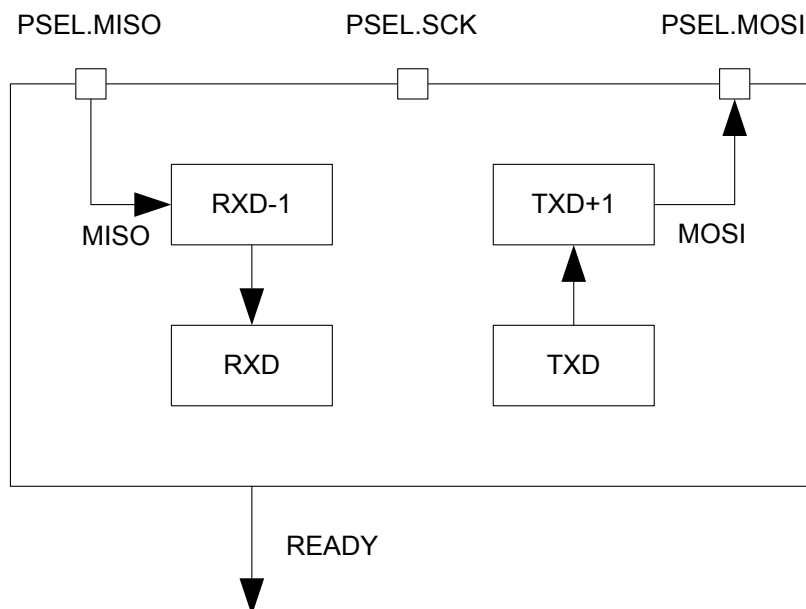 PSEL.MISO
PSEL.SCK
PSEL.MOSI
RXD-1
TXD+1
MISO
MOSI
RXD
TXD
READY